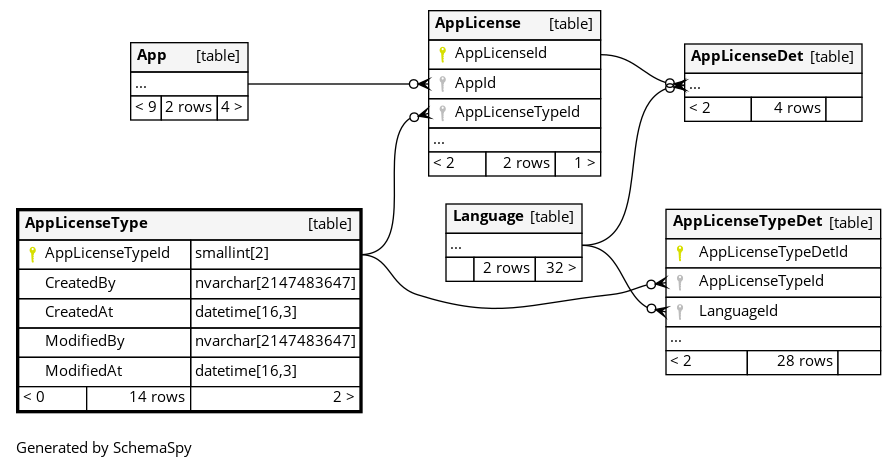 App [table]
...
< 9 2 rows 4 >
AppLicense [table]
AppLicenseId
AppId
AppLicenseTypeId
...
< 2 2 rows 1 >
AppLicenseDet [table]
...
< 2 4 rows
AppLicenseType [table]
AppLicenseTypeId smallint[2]
CreatedBy nvarchar[2147483647]
CreatedAt datetime[16,3]
ModifiedBy nvarchar[2147483647]
ModifiedAt datetime[16,3]
< 0 14 rows 2 >
Language [table]
...
2 rows 32 >
AppLicenseTypeDet [table]
AppLicenseTypeDetId
AppLicenseTypeId
LanguageId
...
< 2 28 rows
Generated by SchemaSpy